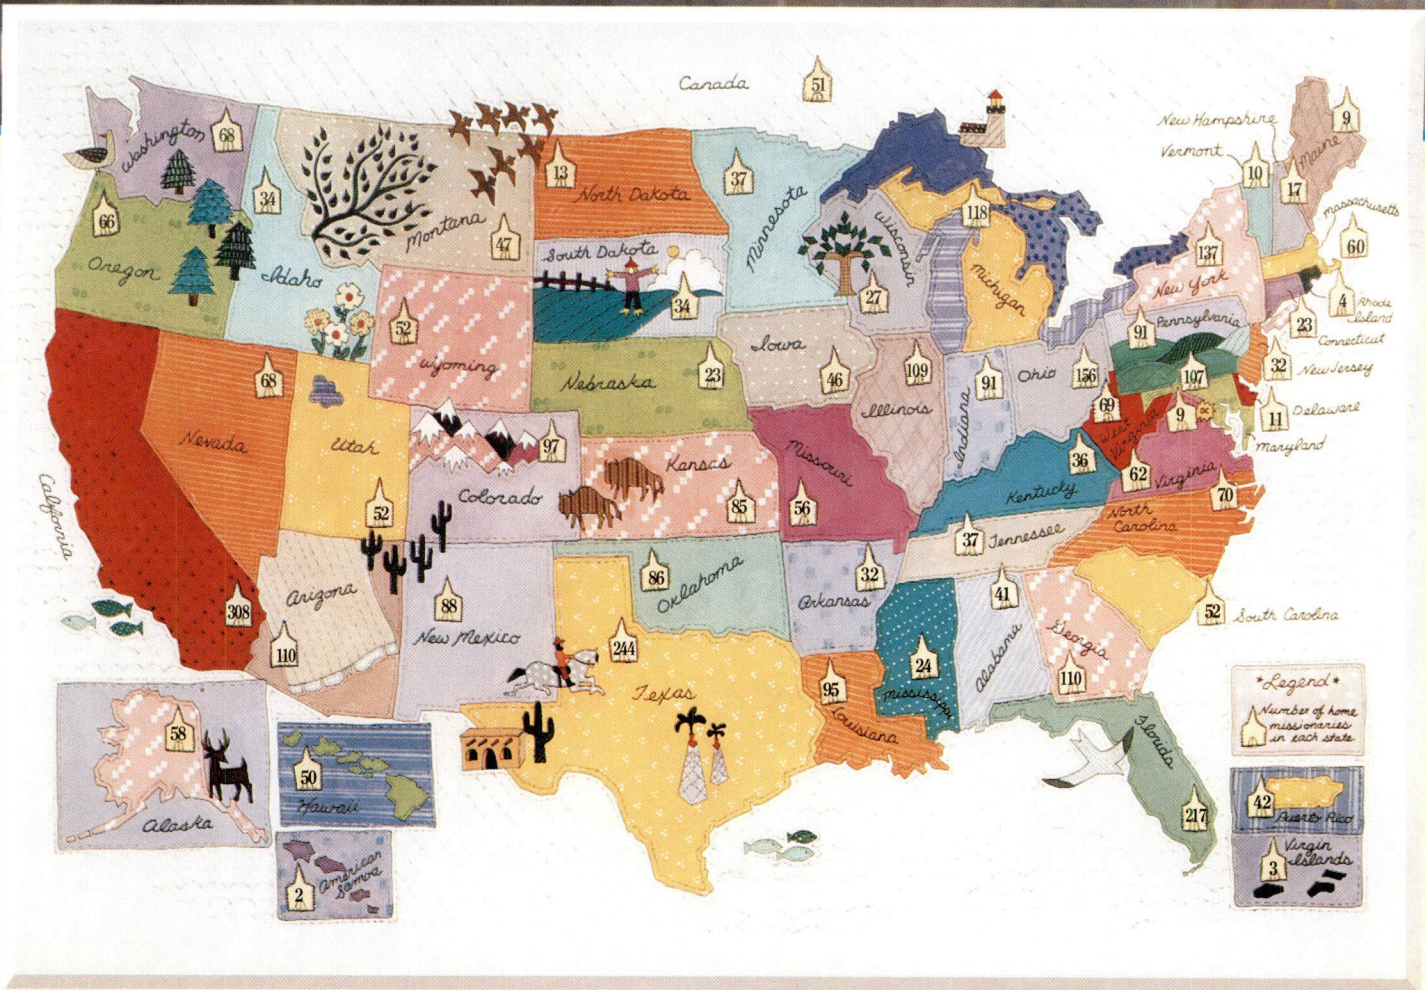 Canada
51
Washington
68
Oregon
66
Idaho
34
Montana
47
Wyoming
52
North Dakota
13
South Dakota
34
Nebraska
23
Minnesota
37
Wisconsin
27
Michigan
118
Iowa
46
Illinois
109
Indiana
91
Ohio
156
New Hampshire
17
Vermont
10
Maine
9
Massachusetts
60
Rhode
Island
4
Connecticut
23
New York
137
Pennsylvania
91
107
New Jersey
32
Delaware
11
Maryland
9
West
Virginia
69
Virginia
62
Kentucky
36
North
Carolina
70
Tennessee
37
South Carolina
52
Georgia
110
Alabama
41
Mississippi
24
Florida
217
Louisiana
95
Arkansas
32
Missouri
56
Kansas
85
Oklahoma
86
Texas
244
Colorado
97
New Mexico
88
Utah
52
Nevada
68
Arizona
110
California
308
Alaska
58
Hawaii
50
American
Samoa
2
*Legend*
Number of home
missionaries
in each state
42
Puerto Rico
Virgin
Islands
3